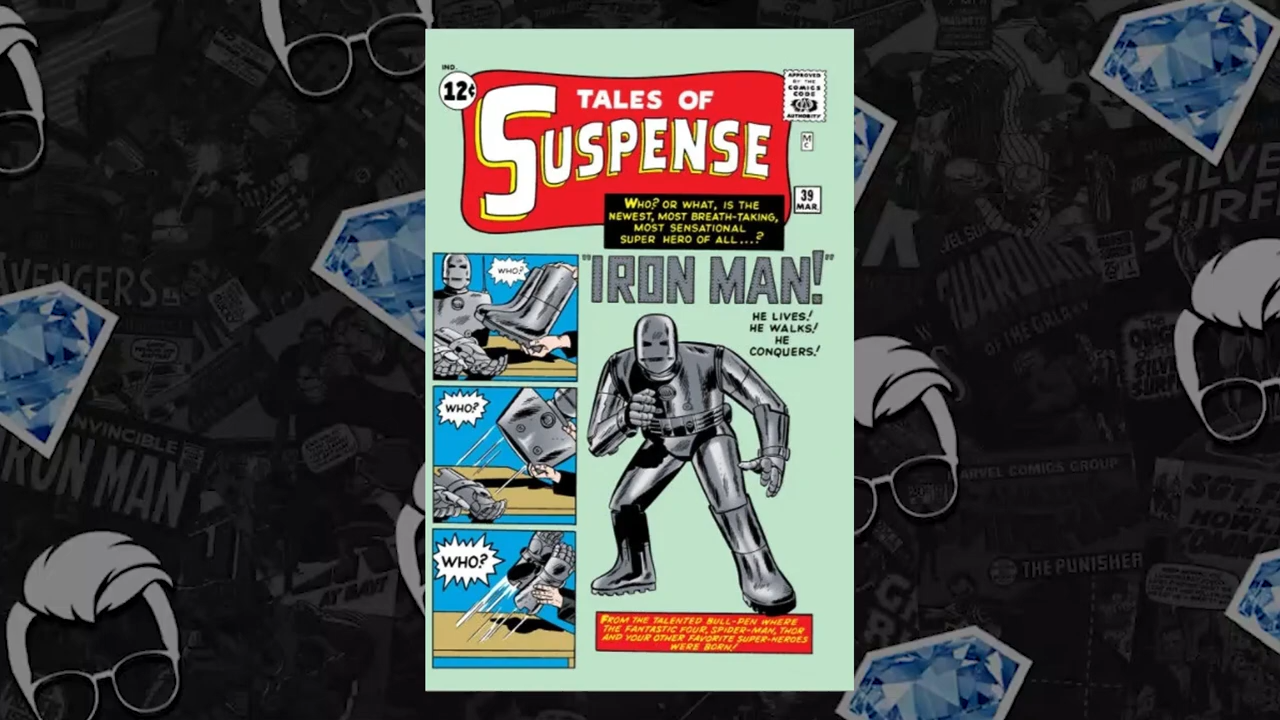 IND.
12¢
TALES OF
SUSPENSE
APPROVED
BY THE
COMICS
CODE
AUTHORITY
M
C
39
MAR.
WHO? OR WHAT, IS THE
NEWEST, MOST BREATH-TAKING,
MOST SENSATIONAL
SUPER HERO OF ALL...?
"IRON MAN!"
HE LIVES!
HE WALKS!
HE
CONQUERS!
WHO?
WHO?
WHO?
FROM THE TALENTED BULL-PEN WHERE
THE FANTASTIC FOUR, SPIDER-MAN, THOR
AND YOUR OTHER FAVORITE SUPER-HEROES
WERE BORN!
AVENGERS
INVINCIBLE
IRON MAN
SILVER
SURF
OF THE GALAXY
MARVEL COMICS GROUP
THE PUNISHER
SGT. F
HOWL